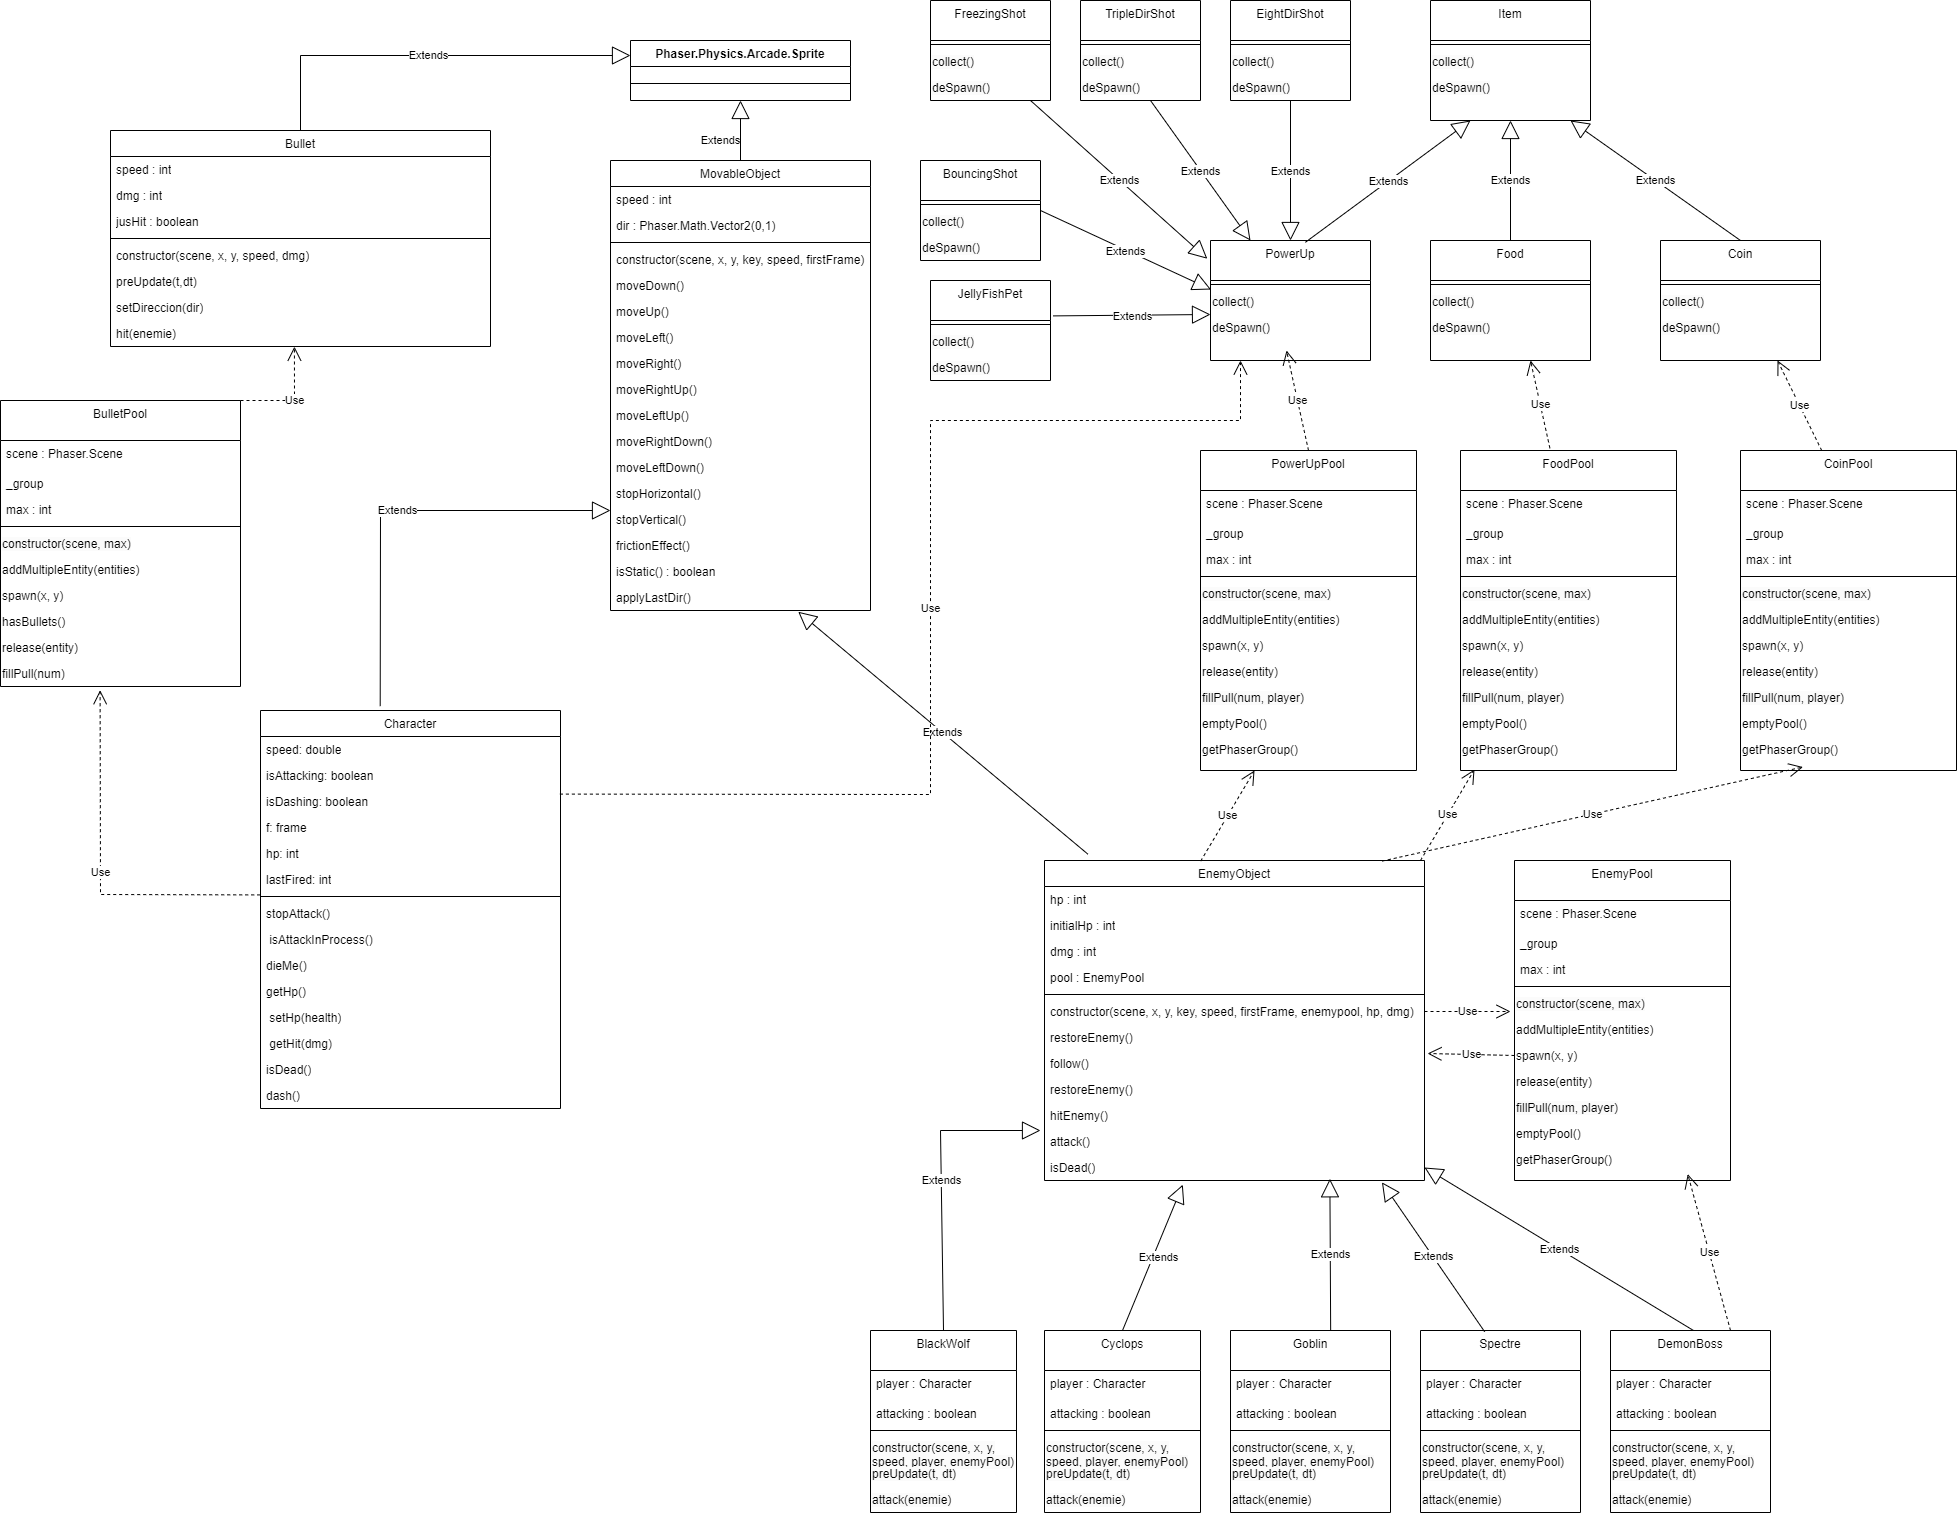 FreezingShot
collect()
deSpawn()
TripleDirShot
collect()
deSpawn()
EightDirShot
collect()
deSpawn()
Item
collect()
deSpawn()
Extends
Phaser.Physics.Arcade.Sprite
Extends
Bullet
speed : int
dmg : int
jusHit : boolean
constructor(scene, x, y, speed, dmg)
preUpdate(t,dt)
setDireccion(dir)
hit(enemie)
MovableObject
speed : int
dir : Phaser.Math.Vector2(0,1)
constructor(scene, x, y, key, speed, firstFrame)
moveDown()
moveUp()
moveLeft()
moveRight()
moveRightUp()
moveLeftUp()
moveRightDown()
moveLeftDown()
stopHorizontal()
stopVertical()
frictionEffect()
isStatic() : boolean
applyLastDir()
BouncingShot
collect()
deSpawn()
Extends
Extends
Extends
Extends
Extends
Extends
Extends
JellyFishPet
collect()
deSpawn()
Extends
PowerUp
collect()
deSpawn()
Food
collect()
deSpawn()
Coin
collect()
deSpawn()
Use
Use
Use
Use
BulletPool
scene : Phaser.Scene
_group
max : int
constructor(scene, max)
addMultipleEntity(entities)
spawn(x, y)
hasBullets()
release(entity)
fillPull(num)
Extends
PowerUpPool
scene : Phaser.Scene
_group
max : int
constructor(scene, max)
addMultipleEntity(entities)
spawn(x, y)
release(entity)
fillPull(num, player)
emptyPool()
getPhaserGroup()
FoodPool
scene : Phaser.Scene
_group
max : int
constructor(scene, max)
addMultipleEntity(entities)
spawn(x, y)
release(entity)
fillPull(num, player)
emptyPool()
getPhaserGroup()
CoinPool
scene : Phaser.Scene
_group
max : int
constructor(scene, max)
addMultipleEntity(entities)
spawn(x, y)
release(entity)
fillPull(num, player)
emptyPool()
getPhaserGroup()
Use
Extends
Use
Use
Use
Use
Character
speed: double
isAttacking: boolean
isDashing: boolean
f: frame
hp: int
lastFired: int
stopAttack()
isAttackInProcess()
dieMe()
getHp()
setHp(health)
getHit(dmg)
isDead()
dash()
EnemyObject
hp : int
initialHp : int
dmg : int
pool : EnemyPool
constructor(scene, x, y, key, speed, firstFrame, enemypool, hp, dmg)
restoreEnemy()
follow()
restoreEnemy()
hitEnemy()
attack()
isDead()
Use
Use
EnemyPool
scene : Phaser.Scene
_group
max : int
constructor(scene, max)
addMultipleEntity(entities)
spawn(x, y)
release(entity)
fillPull(num, player)
emptyPool()
getPhaserGroup()
Extends
Extends
Extends
Extends
Extends
Use
BlackWolf
player : Character
attacking : boolean
constructor(scene, x, y,
speed, player, enemyPool)
preUpdate(t, dt)
attack(enemie)
Cyclops
player : Character
attacking : boolean
constructor(scene, x, y,
speed, player, enemyPool)
preUpdate(t, dt)
attack(enemie)
Goblin
player : Character
attacking : boolean
constructor(scene, x, y,
speed, player, enemyPool)
preUpdate(t, dt)
attack(enemie)
Spectre
player : Character
attacking : boolean
constructor(scene, x, y,
speed, player, enemyPool)
preUpdate(t, dt)
attack(enemie)
DemonBoss
player : Character
attacking : boolean
constructor(scene, x, y,
speed, player, enemyPool)
preUpdate(t, dt)
attack(enemie)